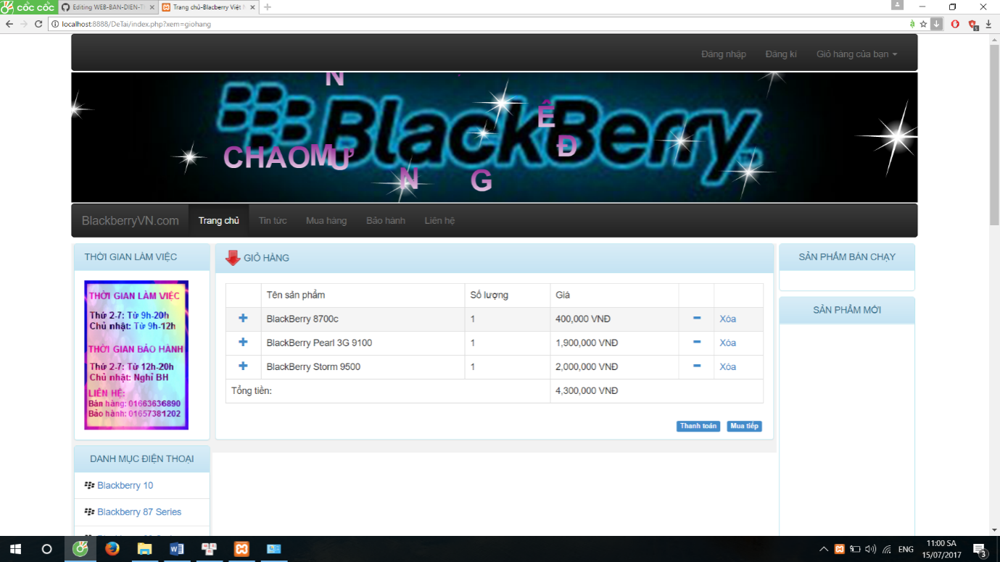 cốc cốc
Editing WEB-BAN-DIEN-T
Trang chủ-Blacberry Việt
localhost:8888/DeTai/index.php?xem=giohang
Đăng nhập Đăng kí Giỏ hàng của bạn
BlackBerry
N
Ê
Đ
CHAOMƯ
N G
BlackberryVN.com Trang chủ Tin tức Mua hàng Bảo hành Liên hệ
THỜI GIAN LÀM VIỆC
THỜI GIAN LÀM VIỆC
Thứ 2-7: Từ 9h-20h
Chủ nhật: Từ 9h-12h
THỜI GIAN BẢO HÀNH
Thứ 2-7: Từ 12h-20h
Chủ nhật: Nghỉ BH
LIÊN HỆ:
Bán hàng: 01663636890
Bảo hành: 01657381202
DANH MỤC ĐIỆN THOẠI
Blackberry 10
Blackberry 87 Series
GIỎ HÀNG
Tên sản phẩm Số lượng Giá
BlackBerry 8700c 1 400,000 VNĐ Xóa
BlackBerry Pearl 3G 9100 1 1,900,000 VNĐ Xóa
BlackBerry Storm 9500 1 2,000,000 VNĐ Xóa
Tổng tiền: 4,300,000 VNĐ
Thanh toán Mua tiếp
SẢN PHẨM BÁN CHẠY
SẢN PHẨM MỚI
ENG
11:00 SA
15/07/2017
3